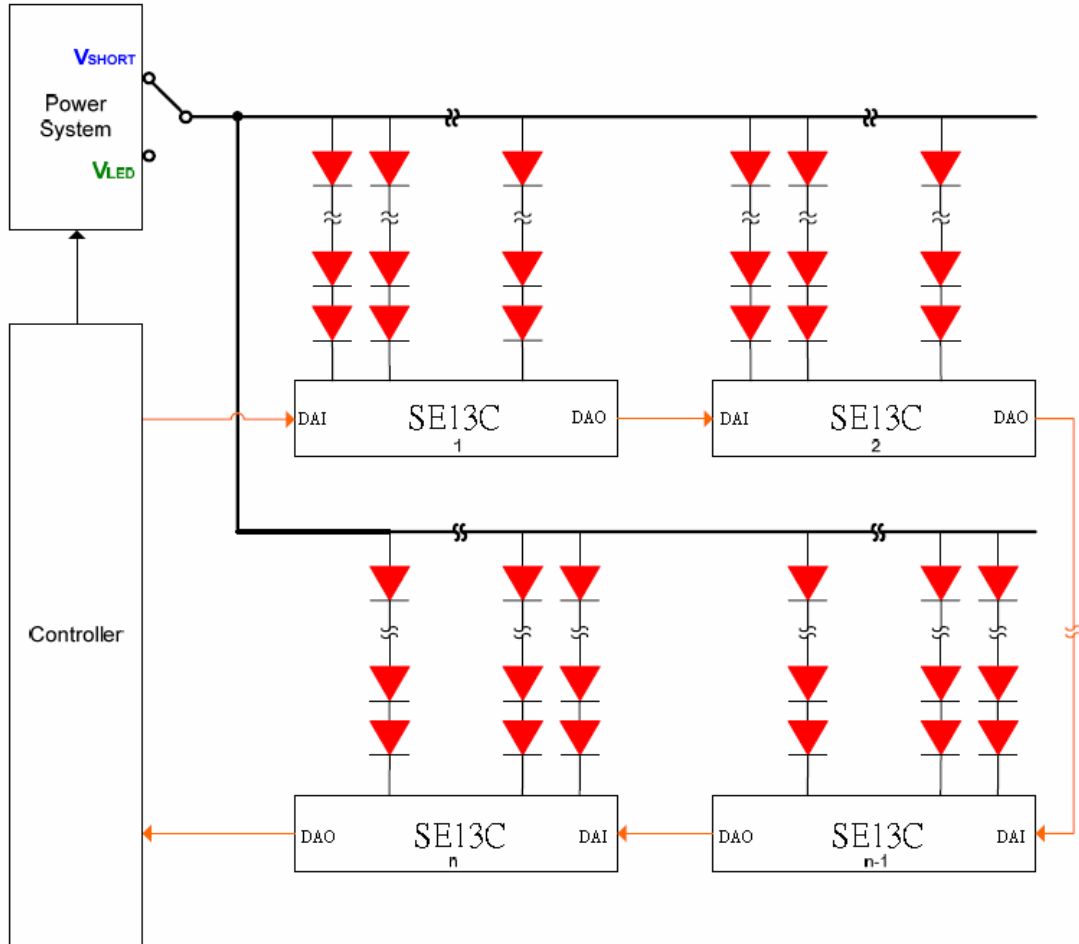 VSHORT
Power
System
VLED
DAI SE13C DAO
1
DAI SE13C DAO
2
Controller
DAO SE13C DAI
n
DAO SE13C DAI
n-1